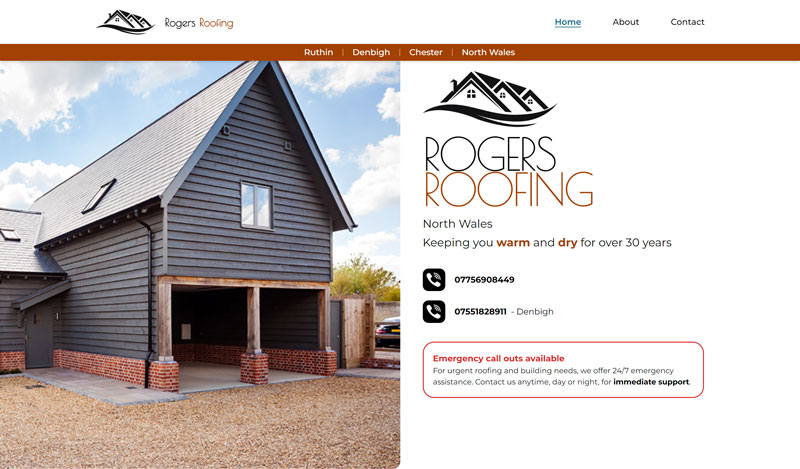 Rogers Roofing
Home
About
Contact
Ruthin | Denbigh | Chester | North Wales
ROGERS
ROOFING
North Wales
Keeping you warm and dry for over 30 years
07756908449
07551828911 - Denbigh
Emergency call outs available
For urgent roofing and building needs, we offer 24/7 emergency
assistance. Contact us anytime, day or night, for immediate support.